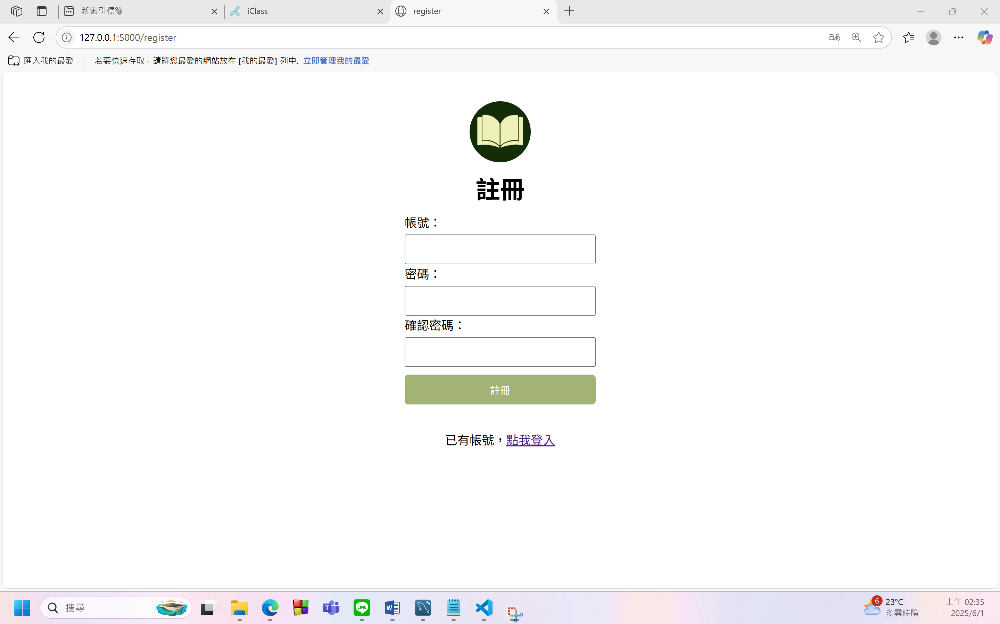 新索引標籤
iClass
register
127.0.0.1:5000/register
aあ
匯入我的最愛
若要快速存取，請將您最愛的網站放在 [我的最愛] 列中. 立即管理我的最愛
註冊
帳號：
密碼：
確認密碼：
註冊
已有帳號，點我登入
搜尋
T
LINE
W
6
23°C
多雲時陰
上午 02:35
2025/6/1